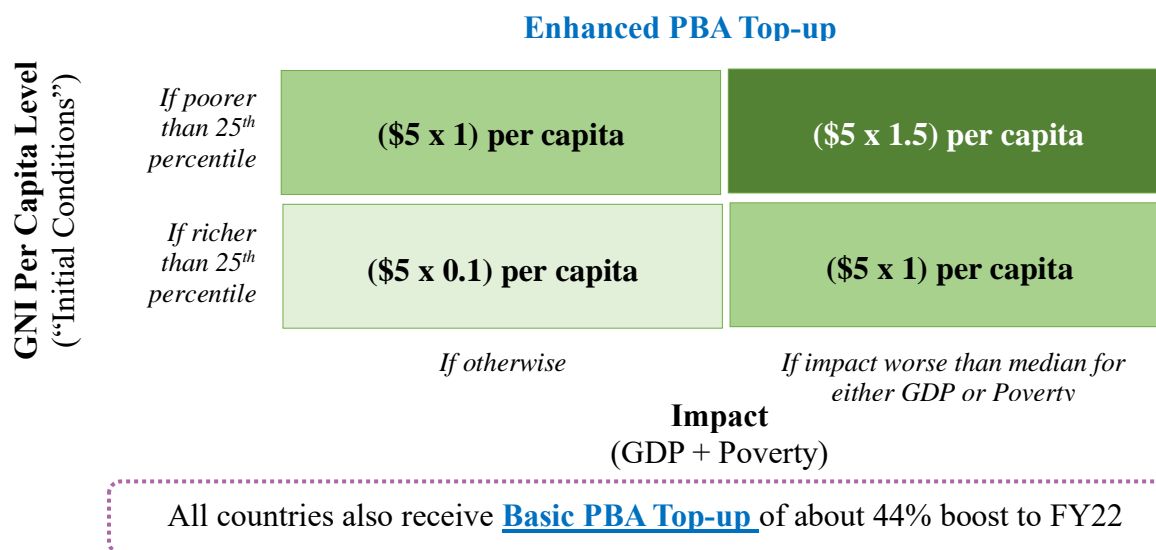 Enhanced PBA Top-up
GNI Per Capita Level
(“Initial Conditions”)
If poorer
than 25th
percentile
($5 x 1) per capita
($5 x 1.5) per capita
If richer
than 25th
percentile
($5 x 0.1) per capita
($5 x 1) per capita
If otherwise
If impact worse than median for
either GDP or Poverty
Impact
(GDP + Poverty)
All countries also receive Basic PBA Top-up of about 44% boost to FY22